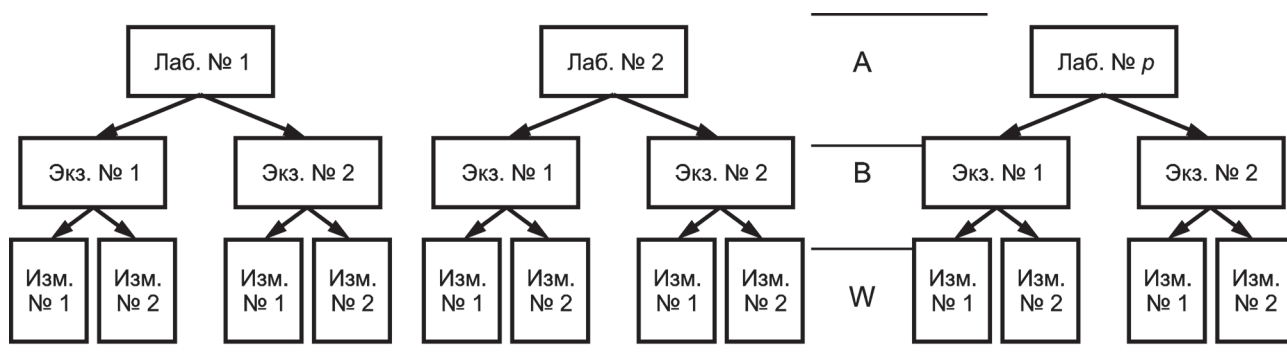 Лаб. № 1
Лаб. № 2
A
Лаб. № p
Экз. № 1
Экз. № 2
Экз. № 1
Экз. № 2
B
Экз. № 1
Экз. № 2
Изм.
№ 1
Изм.
№ 2
Изм.
№ 1
Изм.
№ 2
Изм.
№ 1
Изм.
№ 2
Изм.
№ 1
Изм.
№ 2
W
Изм.
№ 1
Изм.
№ 2
Изм.
№ 1
Изм.
№ 2